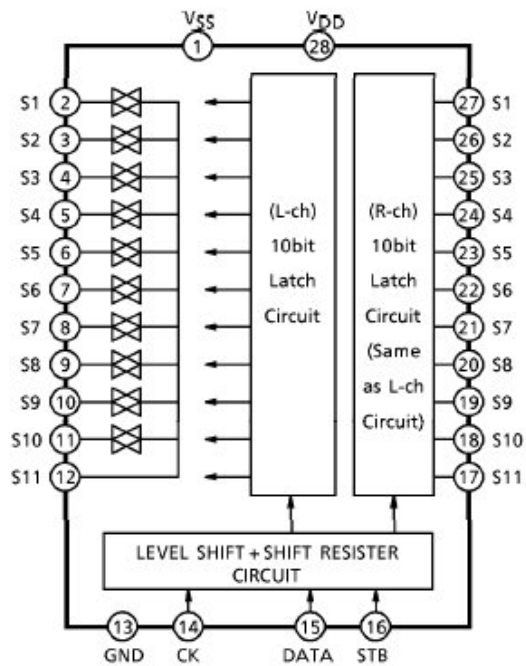 VSS VDD
1 28
S1 2 27 S1
S2 3 26 S2
S3 4 25 S3
S4 5 24 S4
S5 6 23 S5
S6 7 22 S6
S7 8 21 S7
S8 9 20 S8
S9 10 19 S9
S10 11 18 S10
S11 12 17 S11
(L-ch)
10bit
Latch
Circuit
(R-ch)
10bit
Latch
Circuit
(Same
as L-ch
Circuit)
LEVEL SHIFT + SHIFT RESISTER
CIRCUIT
13 14 15 16
GND CK DATA STB